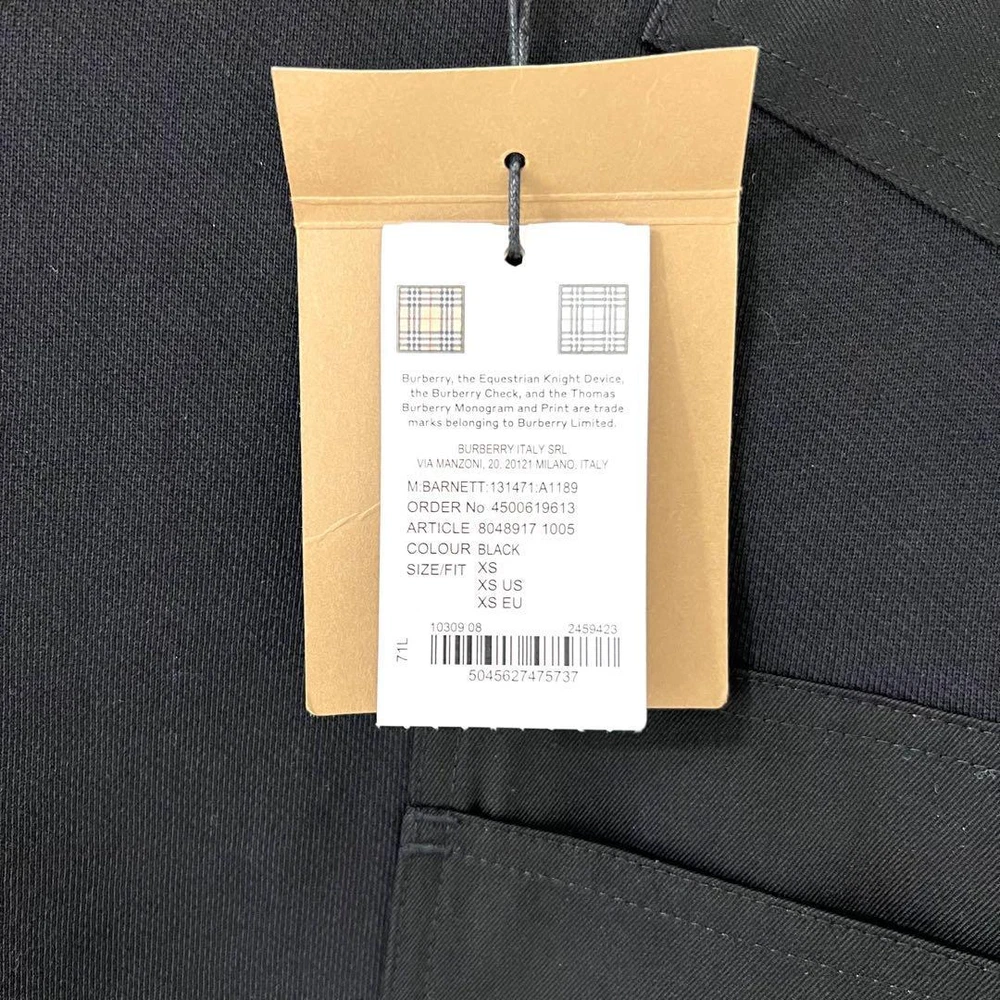 Burberry, the Equestrian Knight Device,
the Burberry Check, and the Thomas
Burberry Monogram and Print are trade
marks belonging to Burberry Limited.
BURBERRY ITALY SRL
VIA MANZONI, 20, 20121 MILANO, ITALY
M:BARNETT:131471:A1189
ORDER No 4500619613
ARTICLE 8048917 1005
COLOUR BLACK
SIZE/FIT XS
XS US
XS EU
10309 08 2459423
71L
5045627475737